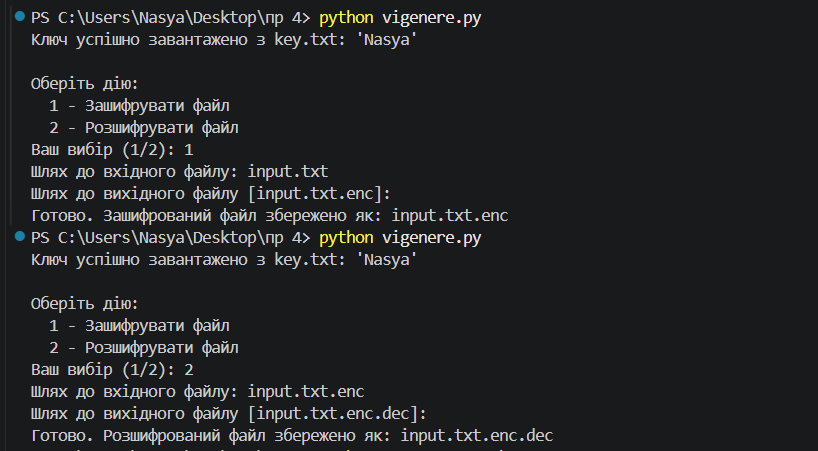 PS C:\Users\Nasya\Desktop\пр 4> python vigenere.py
Ключ успішно завантажено з key.txt: 'Nasya'
Оберіть дію:
1 - Зашифрувати файл
2 - Розшифрувати файл
Ваш вибір (1/2): 1
Шлях до вхідного файлу: input.txt
Шлях до вихідного файлу [input.txt.enc]:
Готово. Зашифрований файл збережено як: input.txt.enc
PS C:\Users\Nasya\Desktop\пр 4> python vigenere.py
Ключ успішно завантажено з key.txt: 'Nasya'
Оберіть дію:
1 - Зашифрувати файл
2 - Розшифрувати файл
Ваш вибір (1/2): 2
Шлях до вхідного файлу: input.txt.enc
Шлях до вихідного файлу [input.txt.enc.dec]:
Готово. Розшифрований файл збережено як: input.txt.enc.dec